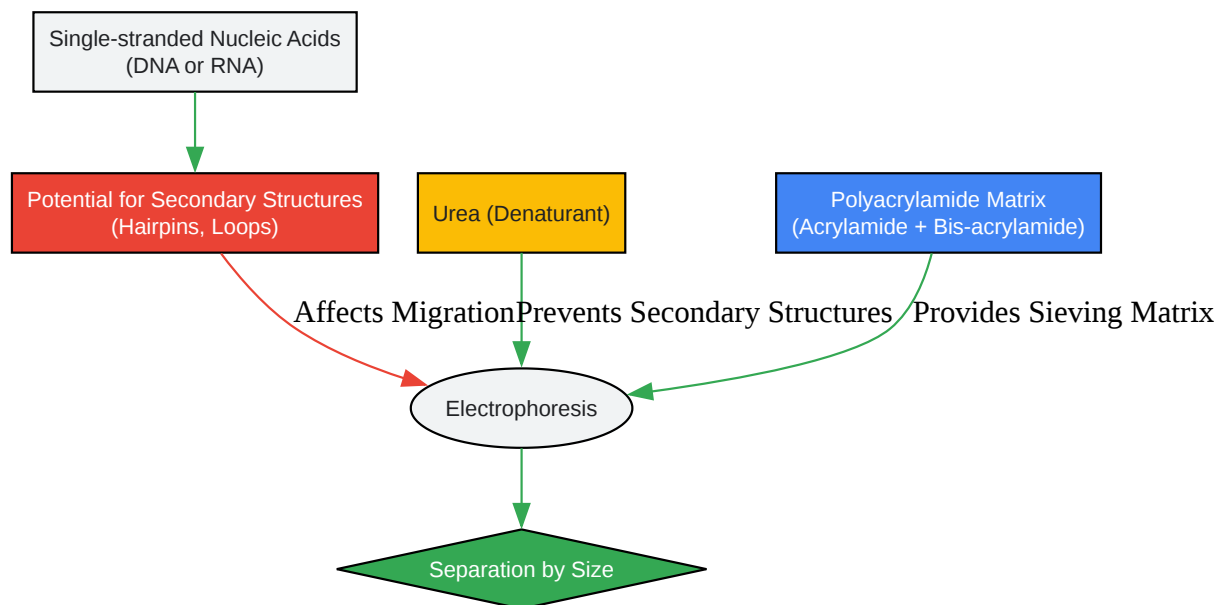 Single-stranded Nucleic Acids
(DNA or RNA)
Potential for Secondary Structures
(Hairpins, Loops)
Urea (Denaturant)
Polyacrylamide Matrix
(Acrylamide + Bis-acrylamide)
Affects Migration
Prevents Secondary Structures
Provides Sieving Matrix
Electrophoresis
Separation by Size